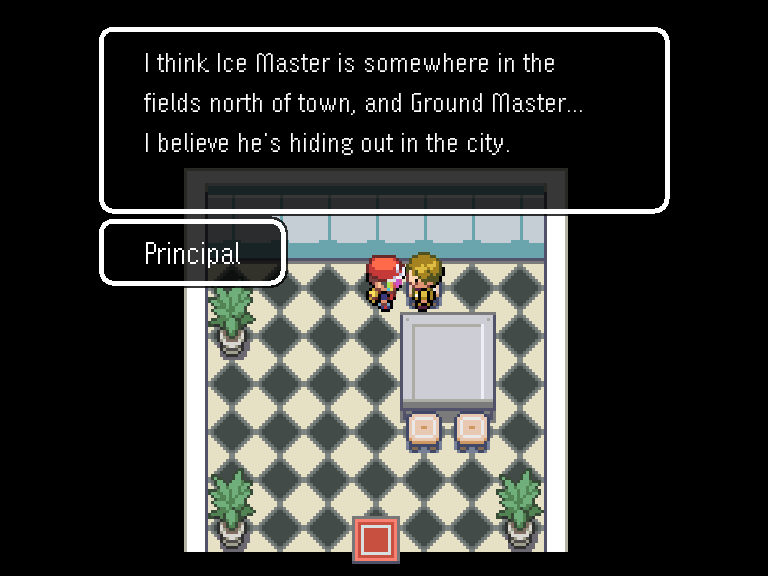 I think Ice Master is somewhere in the
fields north of town, and Ground Master...
I believe he's hiding out in the city.
Principal